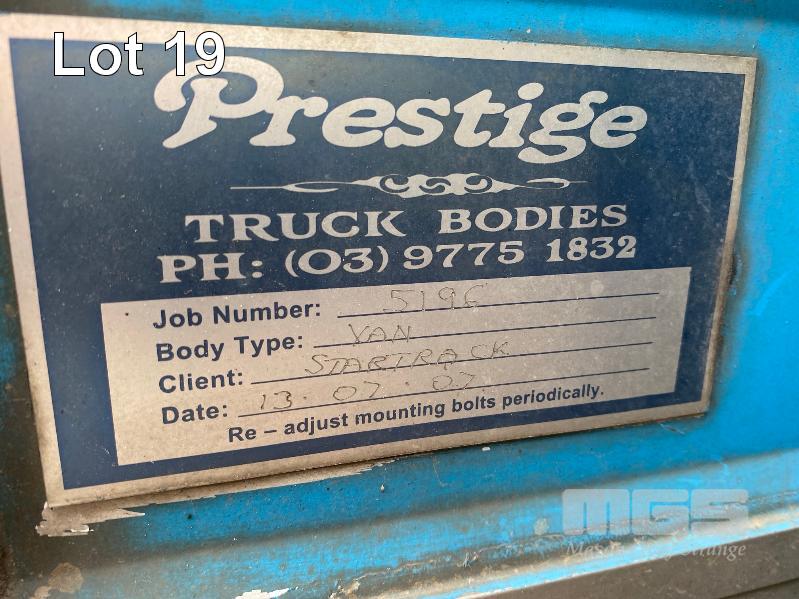 Lot 19
Prestige
TRUCK BODIES
PH: (03) 9775 1832
Job Number: 5196
Body Type: VAN
Client: STARTRACK
Date: 13.07.07.
Re – adjust mounting bolts periodically.
MGS